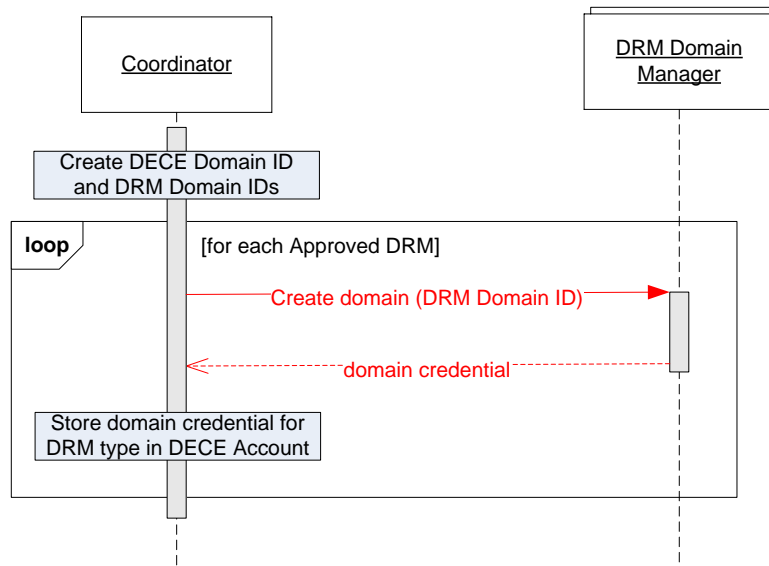 Coordinator
DRM Domain
Manager
Create DECE Domain ID
and DRM Domain IDs
loop
[for each Approved DRM]
Create domain (DRM Domain ID)
domain credential
Store domain credential for
DRM type in DECE Account